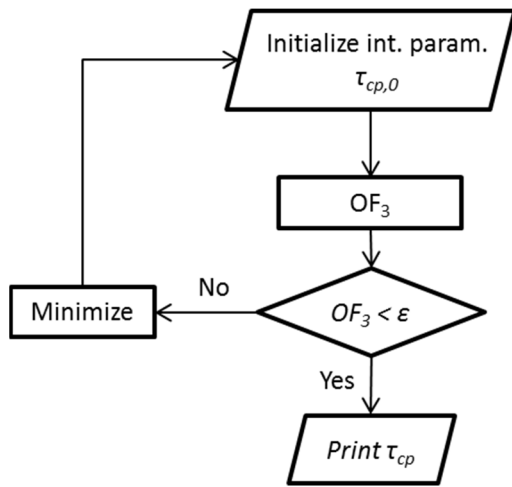 Initialize int. param.
τcp,0
OF3
No
Minimize
OF3 < ε
Yes
Print τcp